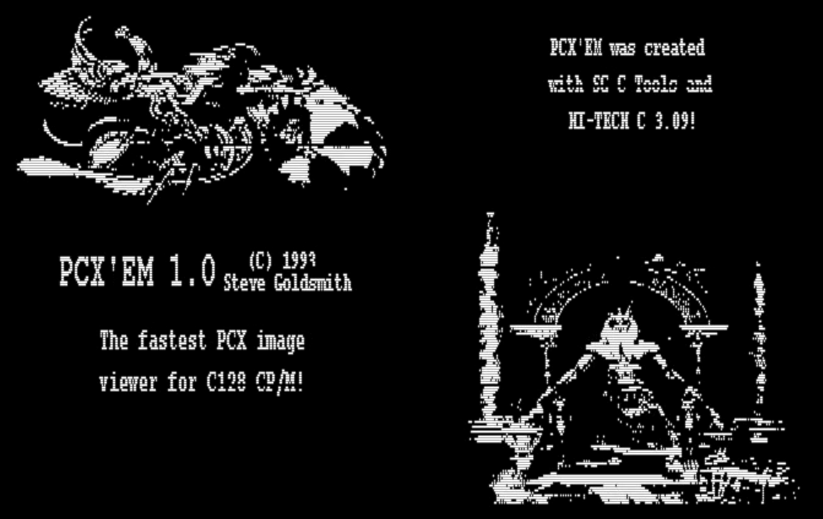 PCX'EM was created
with SG C Tools and
HI-TECH C 3.09!
PCX'EM 1.0
(C) 1993
Steve Goldsmith
The fastest PCX image
viewer for C128 CP/M!